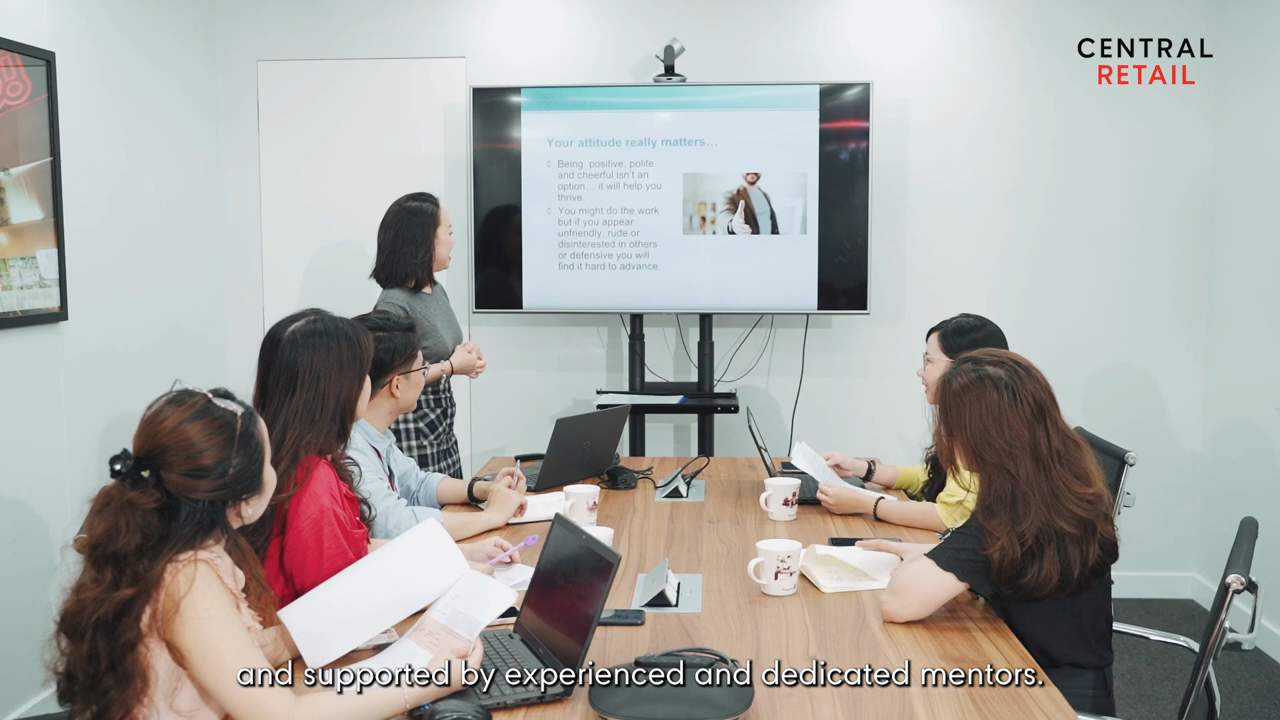 CENTRAL
RETAIL
Your attitude really matters...
Being positive, polite
and cheerful isn't an
option... it will help you
thrive.
You might do the work
but if you appear
unfriendly, rude or
disinterested in others
or defensive you will
find it hard to advance.
and supported by experienced and dedicated mentors.